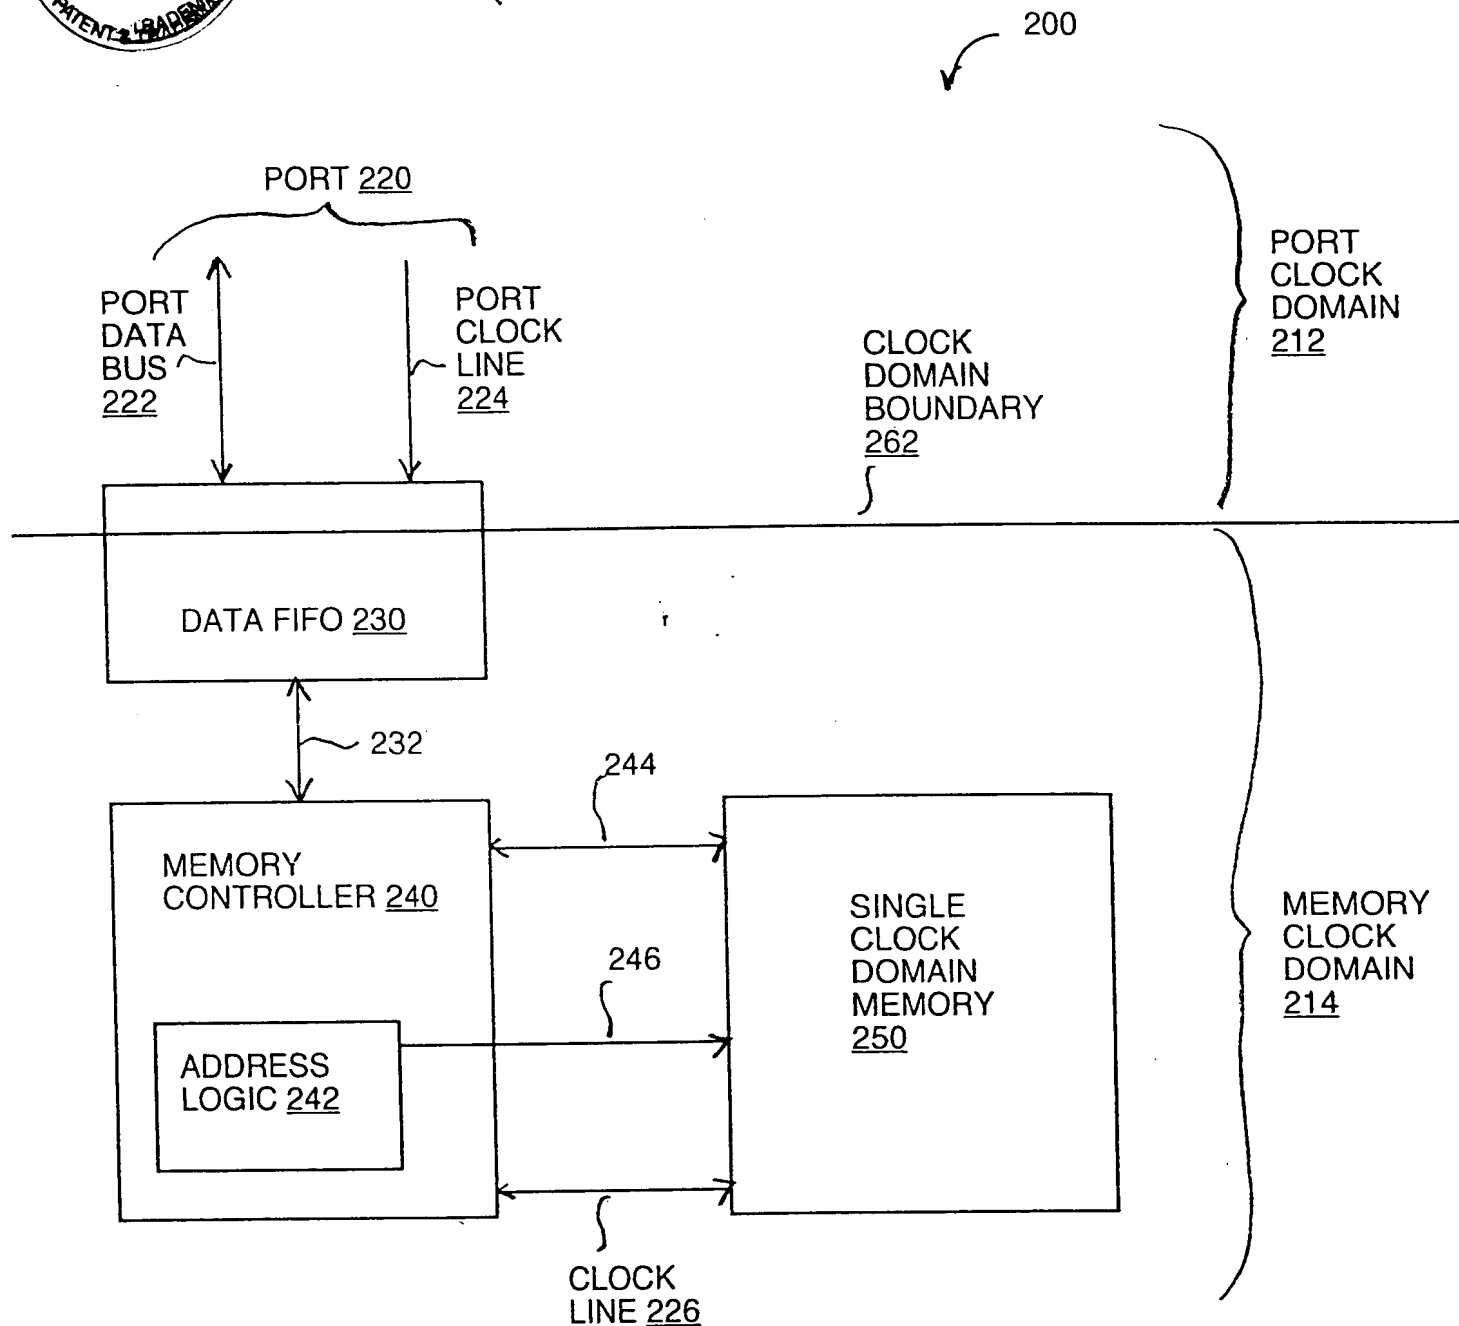 PATENT & TRADEM
200
PORT 220
PORT
DATA
BUS
222
PORT
CLOCK
LINE
224
CLOCK
DOMAIN
BOUNDARY
262
PORT
CLOCK
DOMAIN
212
DATA FIFO 230
232
244
MEMORY
CONTROLLER 240
246
ADDRESS
LOGIC 242
SINGLE
CLOCK
DOMAIN
MEMORY
250
MEMORY
CLOCK
DOMAIN
214
CLOCK
LINE 226